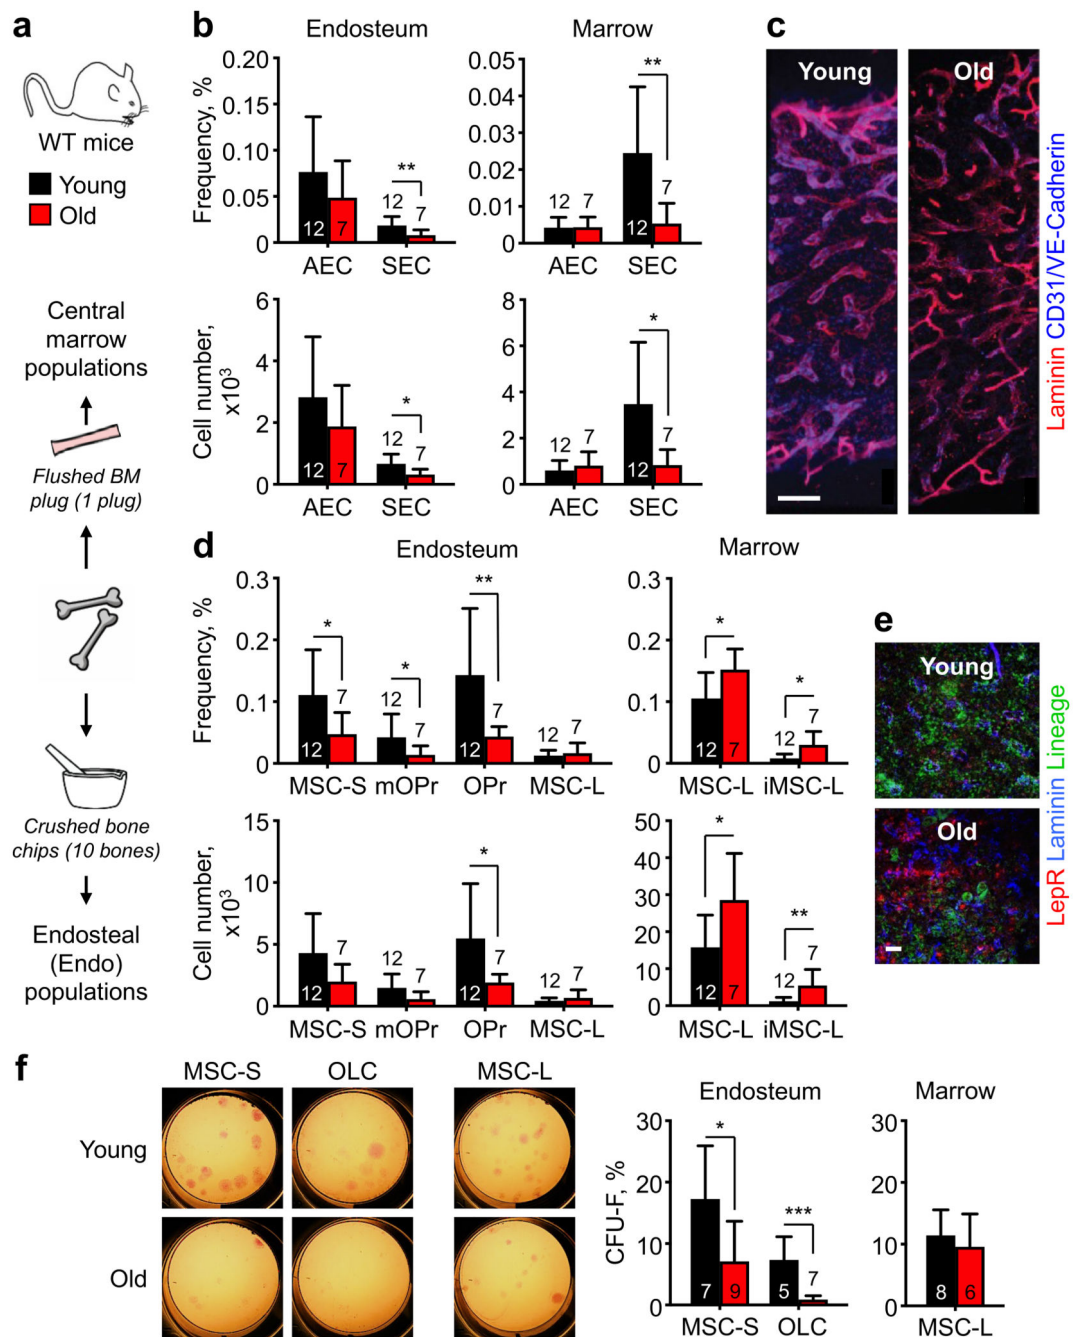 a
WT mice
Young
Old
Central
marrow
populations
Flushed BM
plug (1 plug)
Crushed bone
chips (10 bones)
Endosteal
(Endo)
populations
b
Endosteum
Marrow
Frequency, %
0.20
0.15
0.10
0.05
0
12
7
**
12
7
AEC
SEC
0.05
0.04
0.03
0.02
0.01
0
12
7
**
12
7
AEC
SEC
Cell number,
x10³
6
4
2
0
12
7
*
12
7
AEC
SEC
8
6
4
2
0
12
7
*
12
7
AEC
SEC
c
Young
Old
Laminin CD31/VE-Cadherin
d
Endosteum
Marrow
Frequency, %
0.3
0.2
0.1
0
*
12
7
*
12
7
**
12
7
12
7
MSC-S
mOPr
OPr
MSC-L
0.3
0.2
0.1
0
*
12
7
*
12
7
MSC-L
iMSC-L
Cell number,
x10³
15
10
5
0
12
7
12
7
*
12
7
12
7
MSC-S
mOPr
OPr
MSC-L
50
40
30
20
10
0
*
12
7
**
12
7
MSC-L
iMSC-L
e
Young
Old
LepR Laminin Lineage
f
MSC-S
OLC
MSC-L
Young
Old
Endosteum
Marrow
CFU-F, %
30
20
10
0
*
7
9
***
5
7
MSC-S
OLC
30
20
10
0
8
6
MSC-L